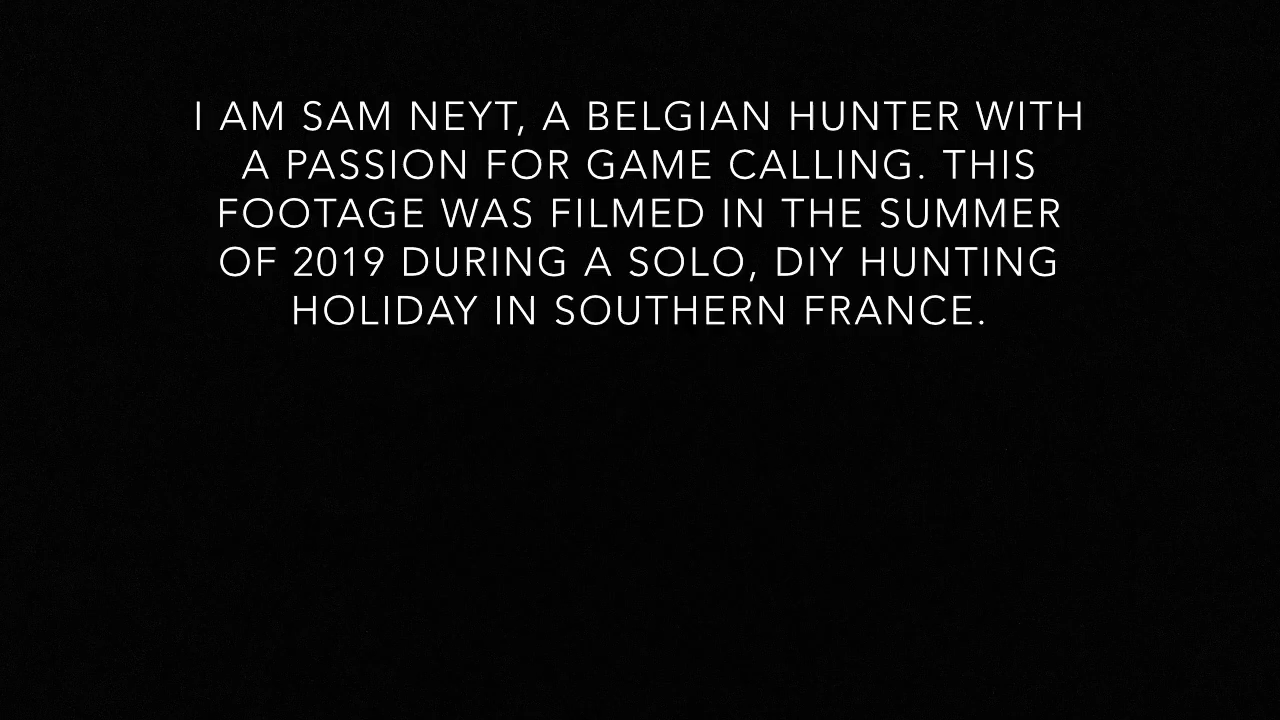 I AM SAM NEYT, A BELGIAN HUNTER WITH
A PASSION FOR GAME CALLING. THIS
FOOTAGE WAS FILMED IN THE SUMMER
OF 2019 DURING A SOLO, DIY HUNTING
HOLIDAY IN SOUTHERN FRANCE.